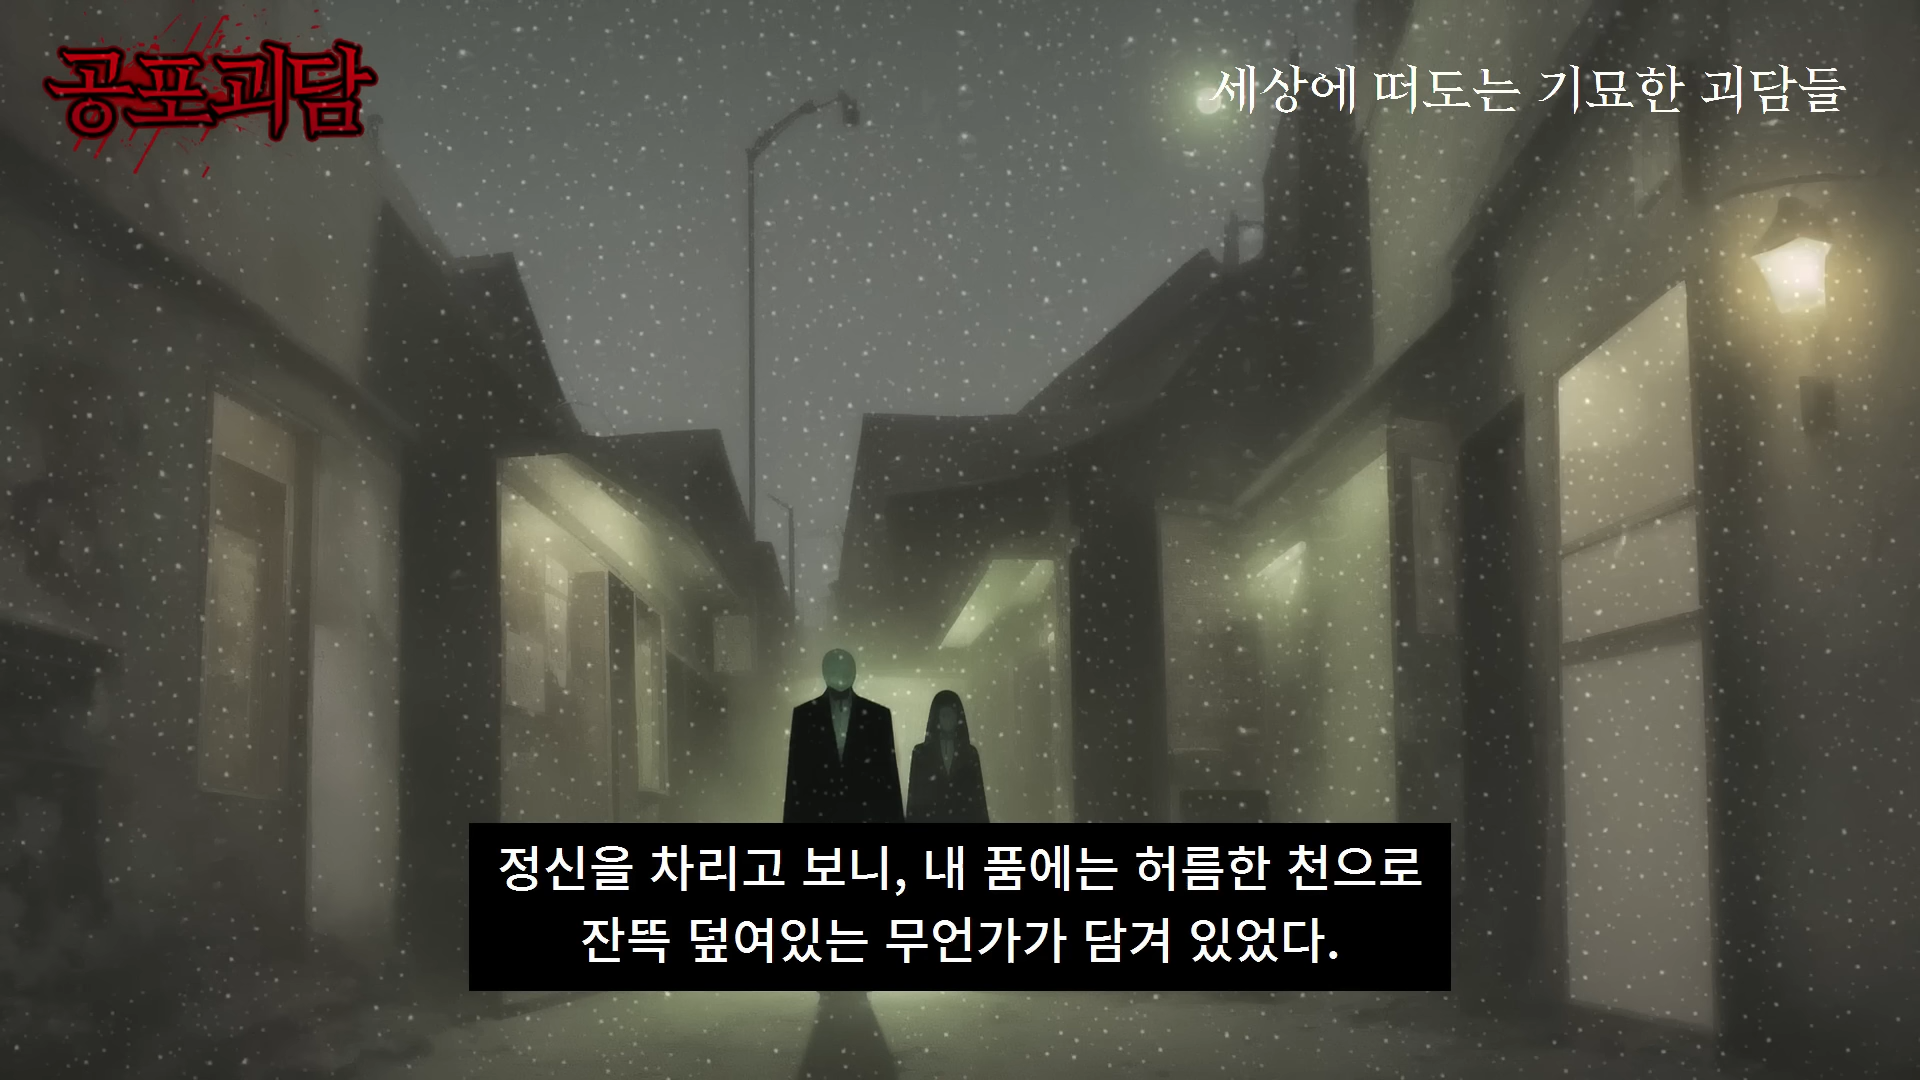 공포괴담
세상에 떠도는 기묘한 괴담들
정신을 차리고 보니, 내 품에는 허름한 천으로
잔뜩 덮여있는 무언가가 담겨 있었다.